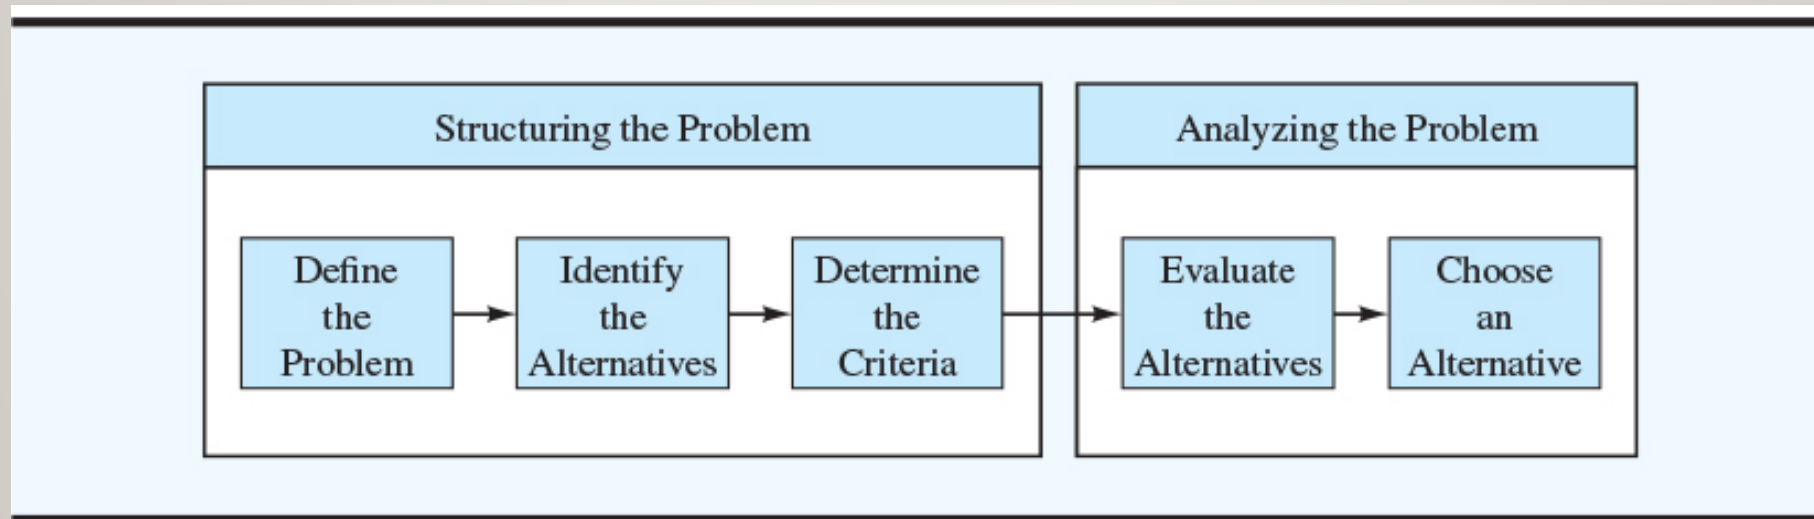 Structuring the Problem
Define
the
Problem
Identify
the
Alternatives
Determine
the
Criteria
Analyzing the Problem
Evaluate
the
Alternatives
Choose
an
Alternative